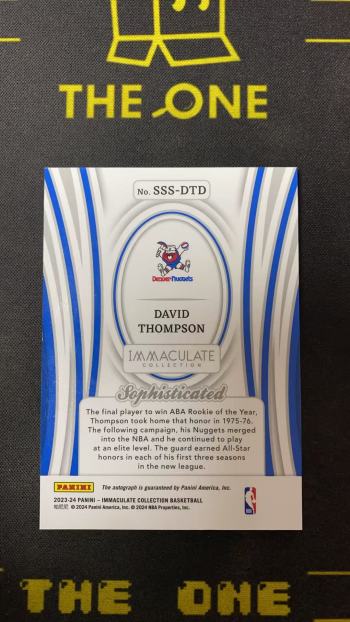 THE ONE
No. SSS-DTD
Denver Nuggets
DAVID
THOMPSON
IMMACULATE
COLLECTION
Sophisticated
The final player to win ABA Rookie of the Year,
Thompson took home that honor in 1975-76.
The following campaign, his Nuggets merged
into the NBA and he continued to play
at an elite level. The guard earned All-Star
honors in each of his first three seasons
in the new league.
PANINI
The autograph is guaranteed by Panini America, Inc.
2023-24 PANINI – IMMACULATE COLLECTION BASKETBALL
© 2024 Panini America, Inc. © 2024 NBA Properties, Inc.
THE ONE